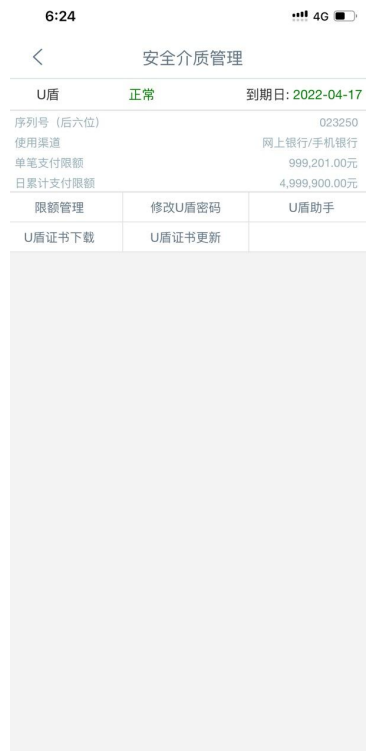 6:24 4G
安全介质管理
U盾 正常 到期日: 2022-04-17
序列号（后六位） 023250
使用渠道 网上银行/手机银行
单笔支付限额 999,201.00元
日累计支付限额 4,999,900.00元
限额管理 修改U盾密码 U盾助手
U盾证书下载 U盾证书更新